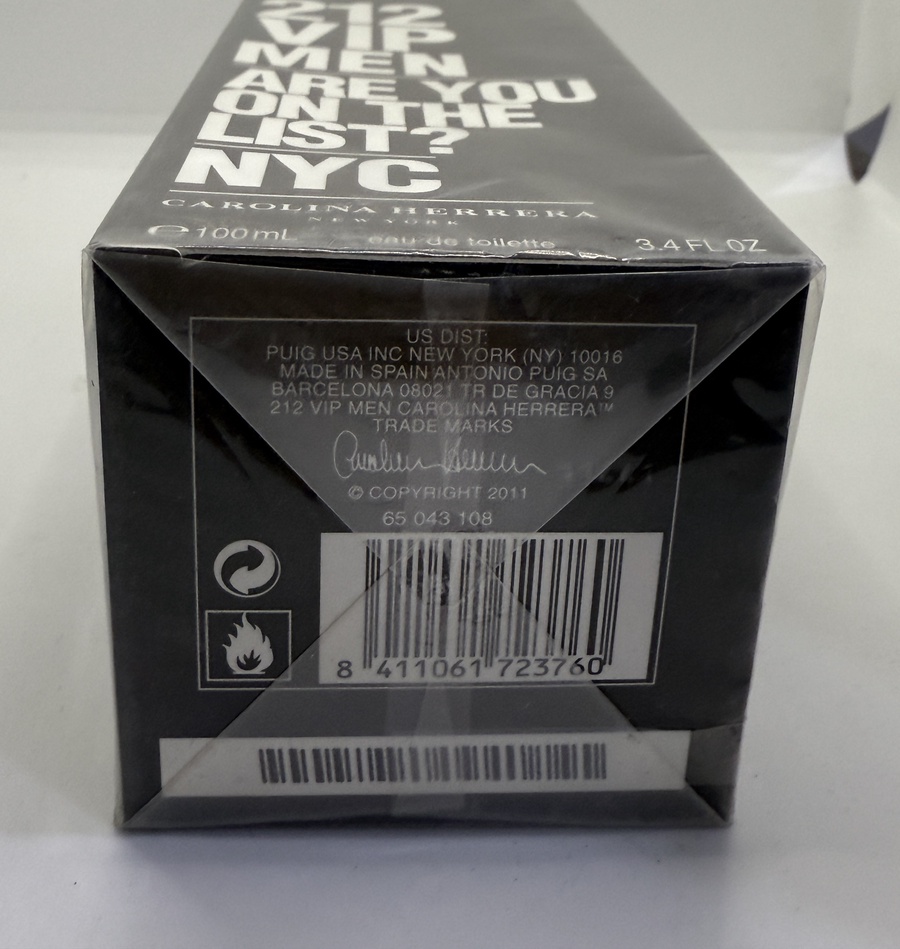 212
VIP
MEN
ARE YOU
ON THE
LIST?
NYC
CAROLINA HERRERA
NEW YORK
℮100mL eau de toilette 3.4 FL OZ
US DIST:
PUIG USA INC NEW YORK (NY) 10016
MADE IN SPAIN ANTONIO PUIG SA
BARCELONA 08021 TR DE GRACIA 9
212 VIP MEN CAROLINA HERRERA™
TRADE MARKS
Carolina Herrera
© COPYRIGHT 2011
65 043 108
8 411061 723760